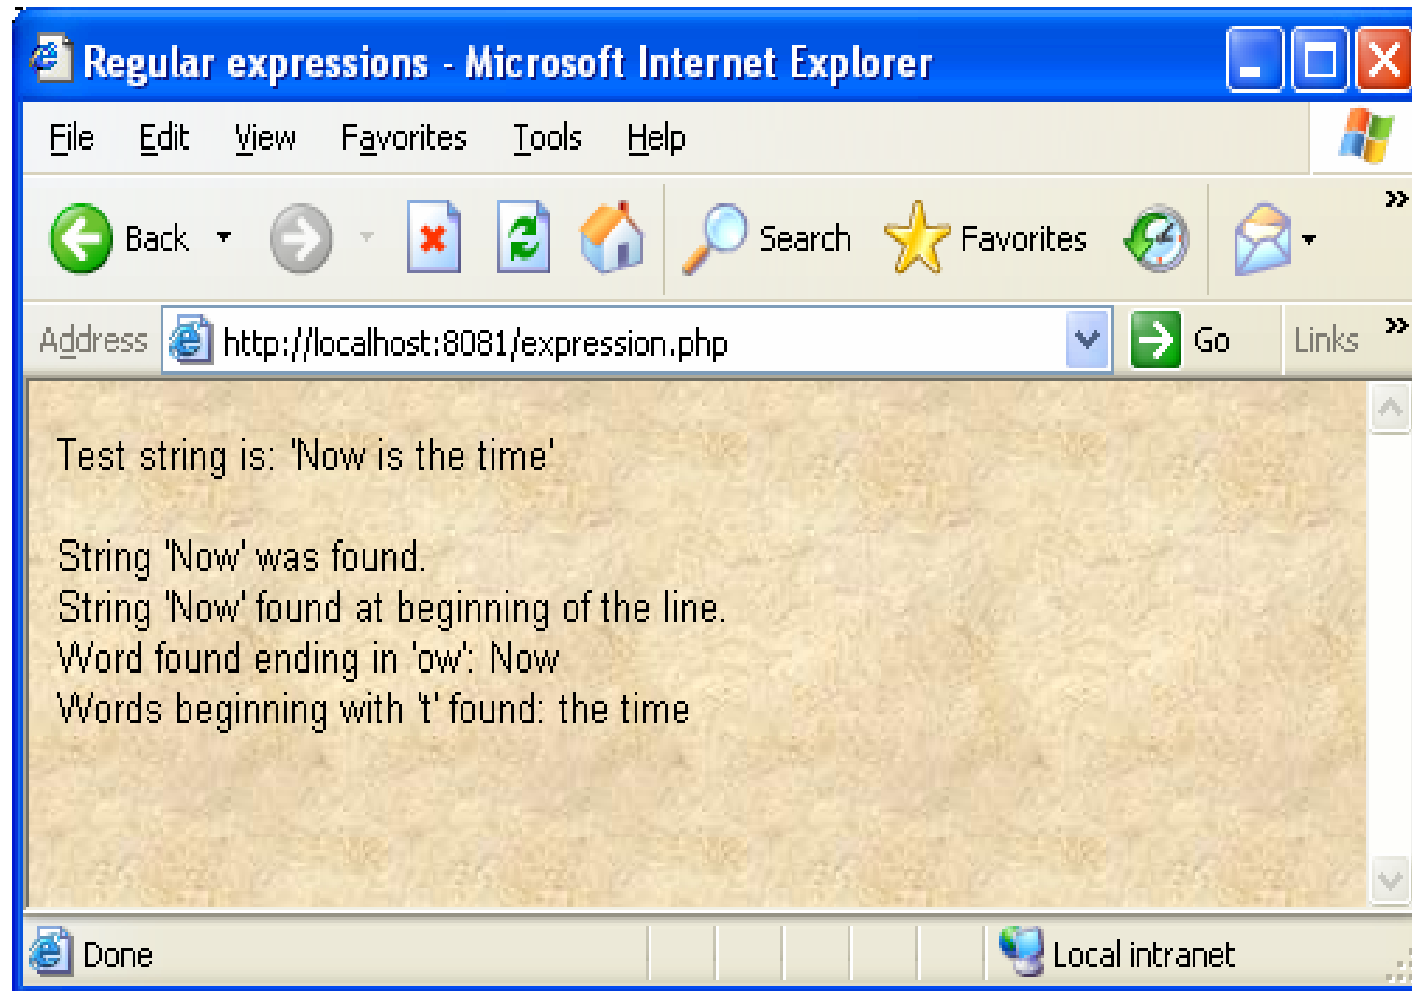 Regular expressions - Microsoft Internet Explorer
File Edit View Favorites Tools Help
Back Search Favorites »
Address http://localhost:8081/expression.php Go Links »
Test string is: 'Now is the time'
String 'Now' was found.
String 'Now' found at beginning of the line.
Word found ending in 'ow': Now
Words beginning with 't' found: the time
Done Local intranet